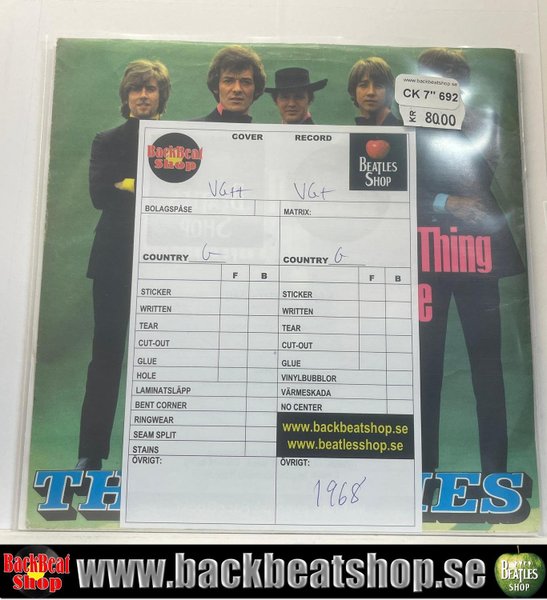 www.backbeatshop.se
CK 7" 692
KR 80.00
BackBeat Shop
COVER RECORD
BEATLES SHOP
VG++ VG+
BOLAGSPÅSE MATRIX:
COUNTRY G COUNTRY G
F B F B
STICKER STICKER
WRITTEN WRITTEN
TEAR TEAR
CUT-OUT CUT-OUT
GLUE GLUE
HOLE VINYLBUBBLOR
LAMINATSLÄPP VÄRMESKADA
BENT CORNER NO CENTER
RINGWEAR
SEAM SPLIT
STAINS
www.backbeatshop.se
www.beatlesshop.se
ÖVRIGT: ÖVRIGT:
1968
Thing
e
TH IES
BackBeat Shop www.backbeatshop.se BEATLES SHOP